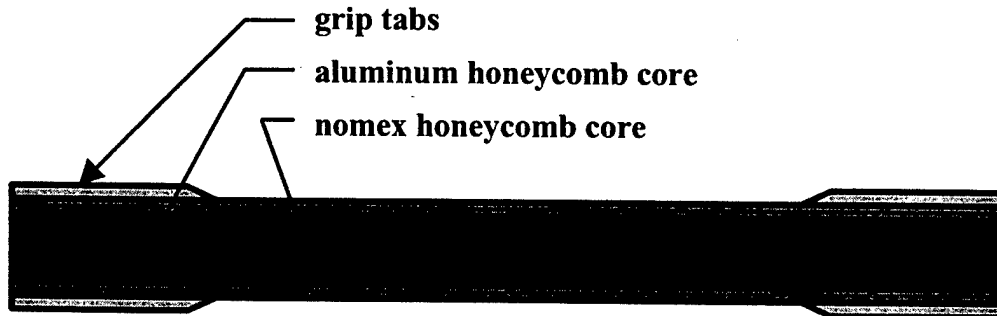 grip tabs
aluminum honeycomb core
nomex honeycomb core